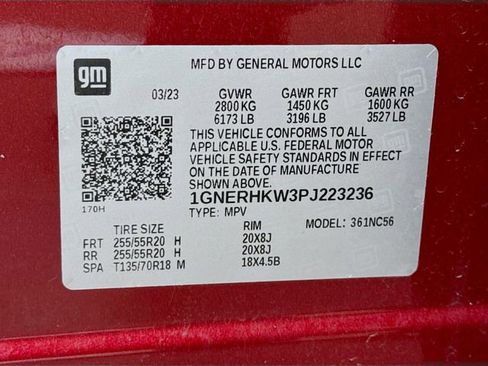 gm
MFD BY GENERAL MOTORS LLC
03/23 GVWR GAWR FRT GAWR RR
2800 KG 1450 KG 1600 KG
6173 LB 3196 LB 3527 LB
THIS VEHICLE CONFORMS TO ALL
APPLICABLE U.S. FEDERAL MOTOR
VEHICLE SAFETY STANDARDS IN EFFECT
ON THE DATE OF MANUFACTURE
SHOWN ABOVE.
170H
1GNERHKW3PJ223236
TYPE: MPV MODEL: 361NC56
TIRE SIZE RIM
FRT 255/55R20 H 20X8J
RR 255/55R20 H 20X8J
SPA T135/70R18 M 18X4.5B